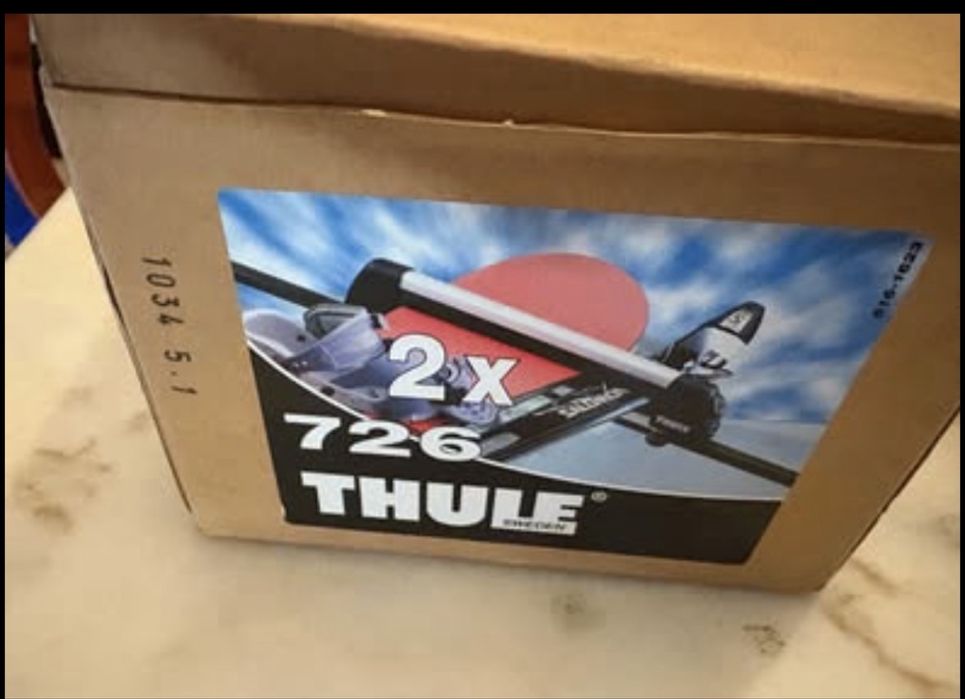 2x
726
THULE®
SWEDEN
1034 5.1